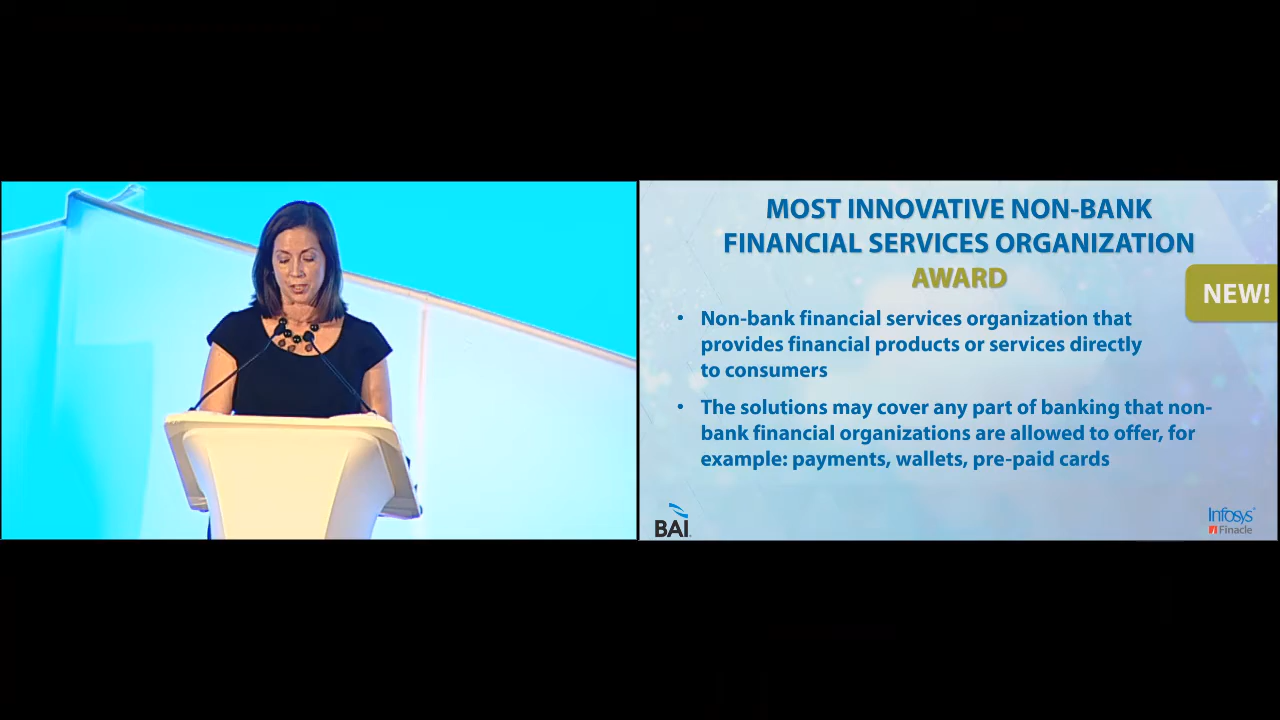 MOST INNOVATIVE NON-BANK
FINANCIAL SERVICES ORGANIZATION
AWARD
NEW!
• Non-bank financial services organization that
provides financial products or services directly
to consumers
• The solutions may cover any part of banking that non-
bank financial organizations are allowed to offer, for
example: payments, wallets, pre-paid cards
BAI
Infosys
Finacle